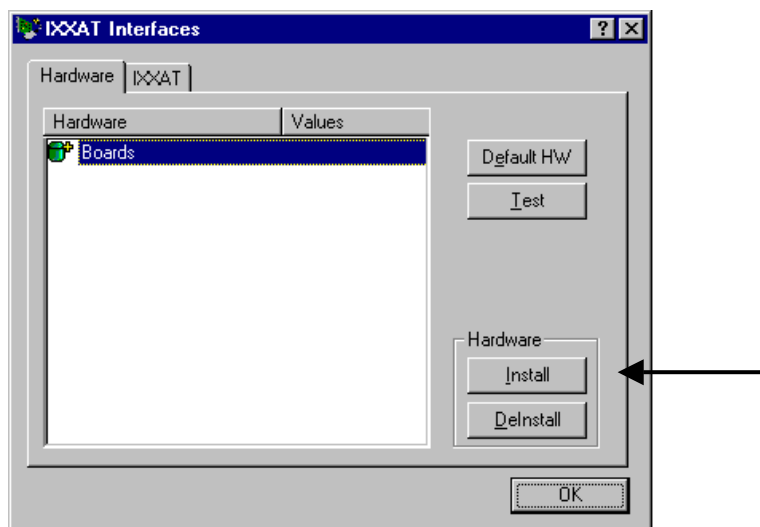 IXXAT Interfaces
Hardware IXXAT
Hardware Values
Boards
Default HW
Test
Hardware
Install
DeInstall
OK